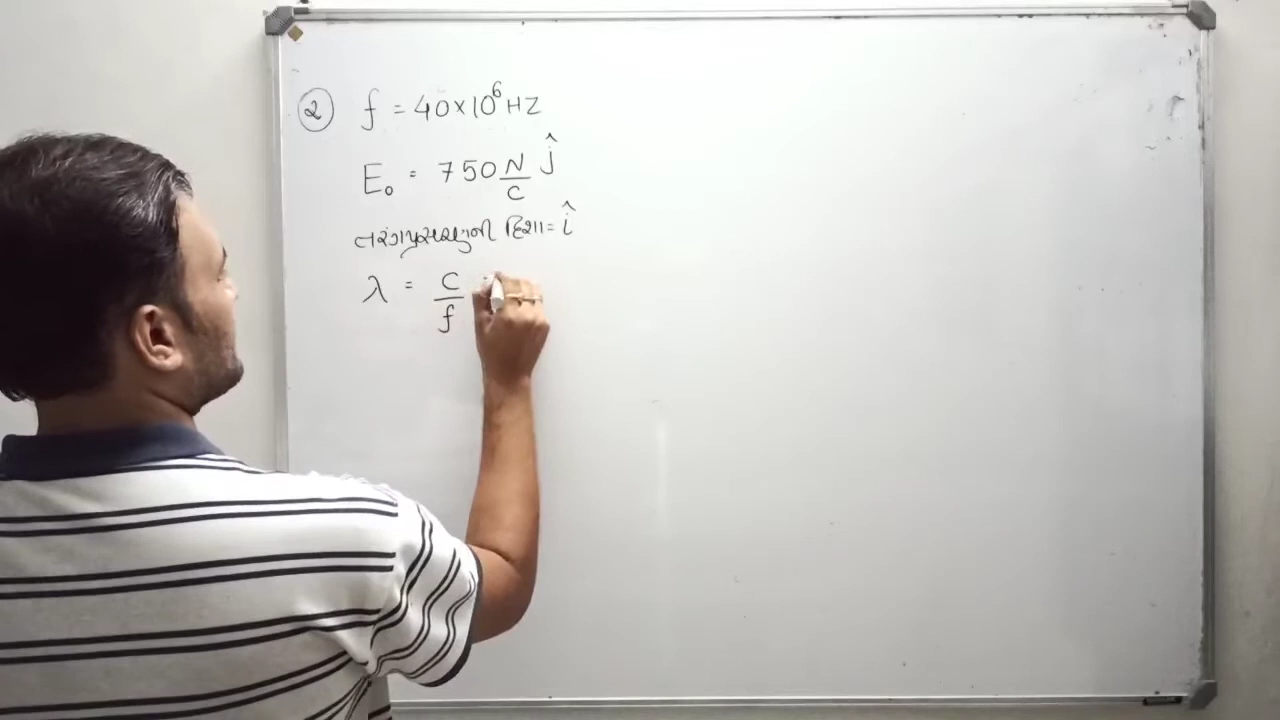 ② f = 40×10⁶ HZ
E₀ = 750 N/C ĵ
તરંગપ્રસરણની દિશા = î
λ = C/f